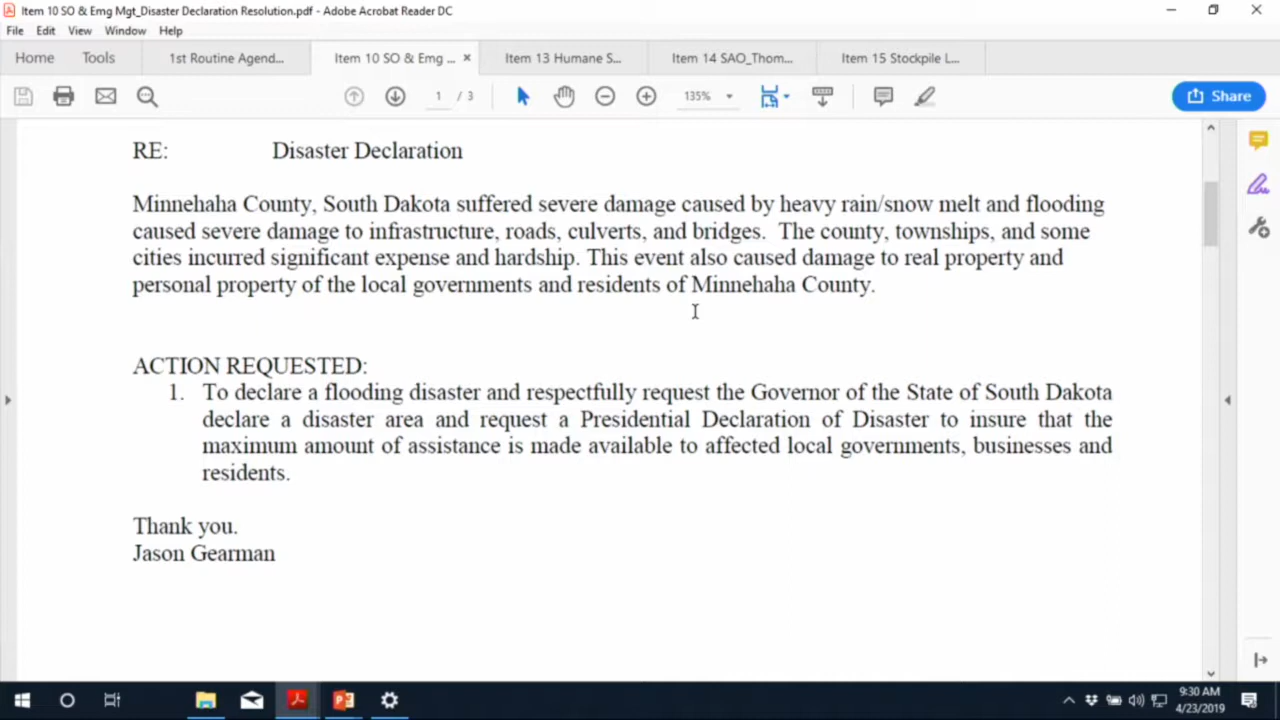 Item 10 SO & Emg Mgt_Disaster Declaration Resolution.pdf - Adobe Acrobat Reader DC
File Edit View Window Help
Home Tools 1st Routine Agend... Item 10 SO & Emg ... × Item 13 Humane S... Item 14 SAO_Thom... Item 15 Stockpile L...
1 / 3 135% Share
RE: Disaster Declaration
Minnehaha County, South Dakota suffered severe damage caused by heavy rain/snow melt and flooding
caused severe damage to infrastructure, roads, culverts, and bridges. The county, townships, and some
cities incurred significant expense and hardship. This event also caused damage to real property and
personal property of the local governments and residents of Minnehaha County.
ACTION REQUESTED:
1. To declare a flooding disaster and respectfully request the Governor of the State of South Dakota
declare a disaster area and request a Presidential Declaration of Disaster to insure that the
maximum amount of assistance is made available to affected local governments, businesses and
residents.
Thank you.
Jason Gearman
9:30 AM
4/23/2019